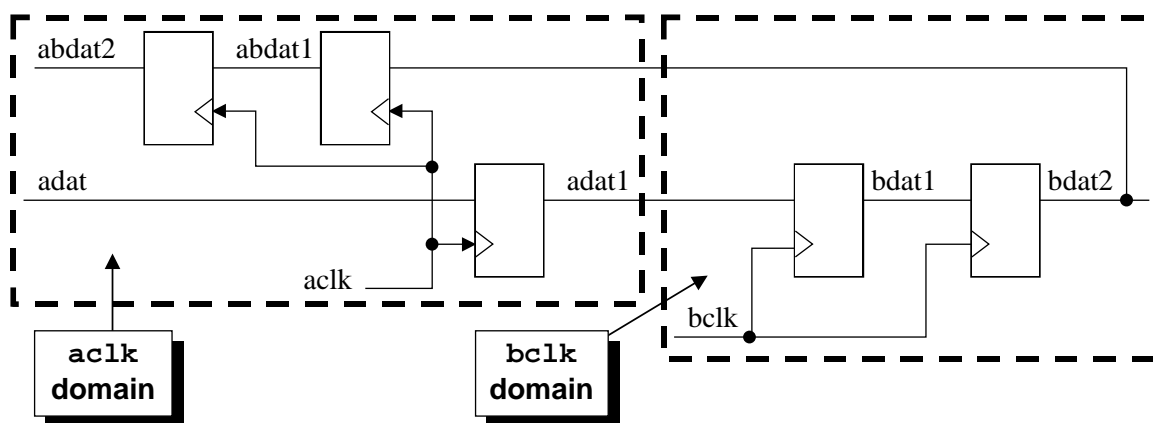 abdat2 abdat1
adat adat1 bdat1 bdat2
aclk
bclk
aclk
domain
bclk
domain